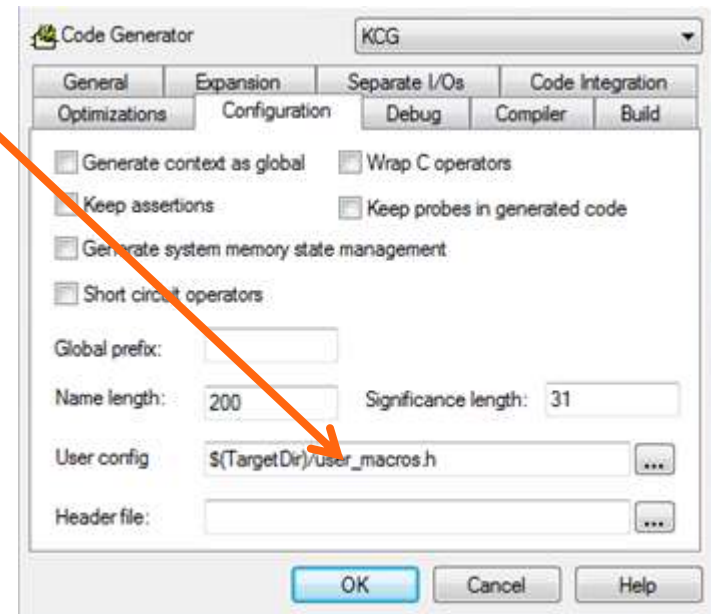 Code Generator KCG
General Expansion Separate I/Os Code Integration
Optimizations Configuration Debug Compiler Build
Generate context as global Wrap C operators
Keep assertions Keep probes in generated code
Generate system memory state management
Short circuit operators
Global prefix:
Name length: 200 Significance length: 31
User config $(TargetDir)/user_macros.h ...
Header file: ...
OK Cancel Help